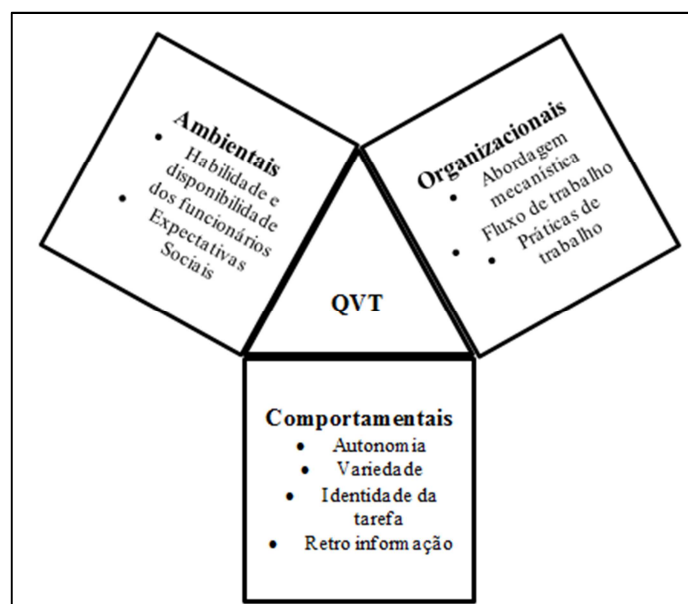 Ambientais
• Habilidade e
disponibilidade
dos funcionários
• Expectativas
Sociais
Organizacionais
• Abordagem
mecanística
• Fluxo de trabalho
• Práticas de
trabalho
QVT
Comportamentais
• Autonomia
• Variedade
• Identidade da
tarefa
• Retro informação